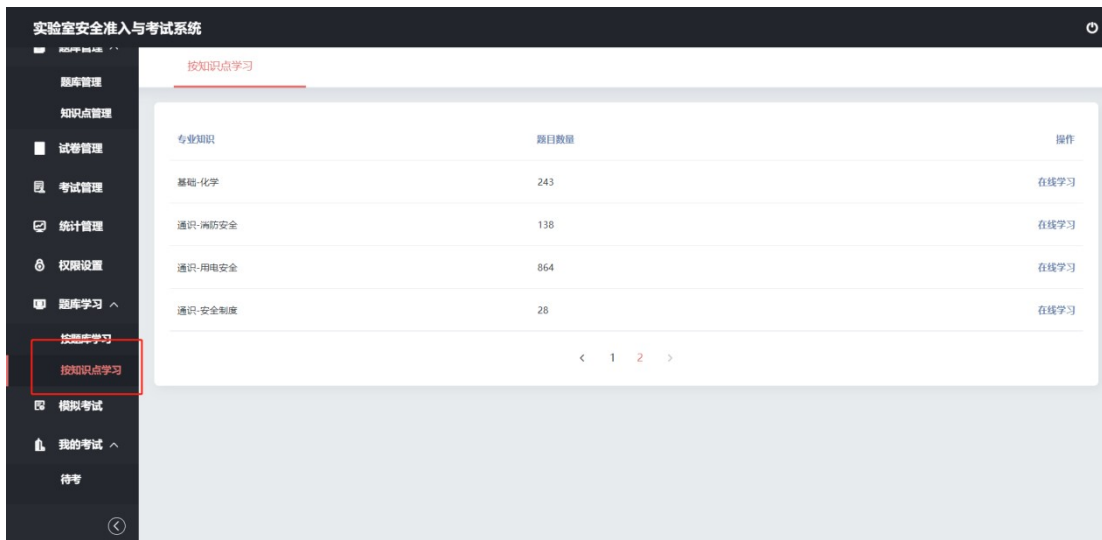 实验室安全准入与考试系统
题库管理
题库管理
知识点管理
试卷管理
考试管理
统计管理
权限设置
题库学习
按题库学习
按知识点学习
模拟考试
我的考试
待考
按知识点学习
专业知识 题目数量 操作
基础-化学 243 在线学习
通识-消防安全 138 在线学习
通识-用电安全 864 在线学习
通识-安全制度 28 在线学习
< 1 2 >